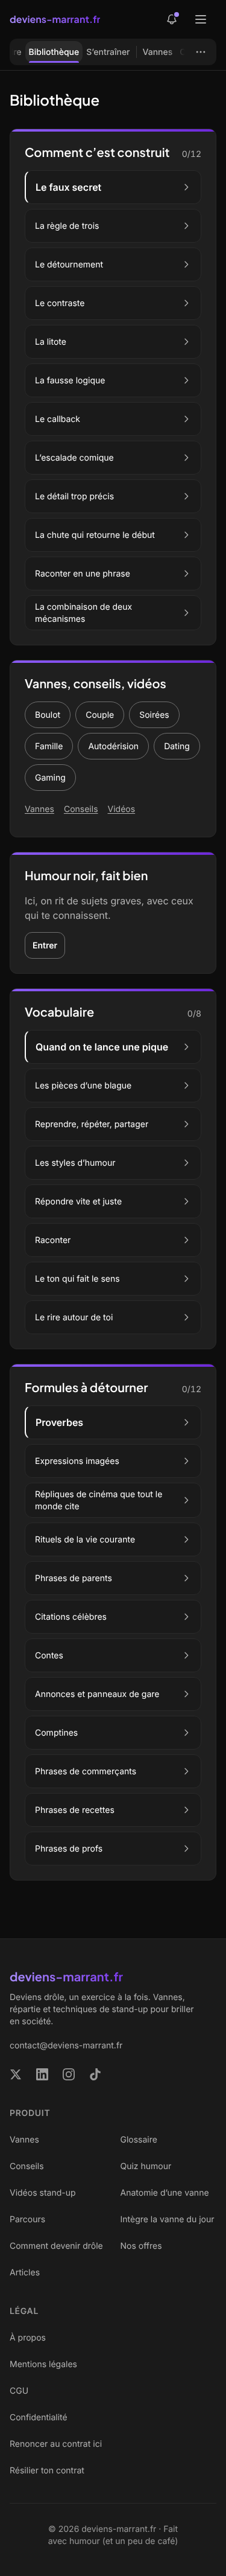 deviens-marrant.fr
re Bibliothèque S’entraîner Vannes
Bibliothèque
Comment c’est construit 0/12
Le faux secret
La règle de trois
Le détournement
Le contraste
La litote
La fausse logique
Le callback
L’escalade comique
Le détail trop précis
La chute qui retourne le début
Raconter en une phrase
La combinaison de deux
mécanismes
Vannes, conseils, vidéos
Boulot Couple Soirées
Famille Autodérision Dating
Gaming
Vannes Conseils Vidéos
Humour noir, fait bien
Ici, on rit de sujets graves, avec ceux
qui te connaissent.
Entrer
Vocabulaire 0/8
Quand on te lance une pique
Les pièces d’une blague
Reprendre, répéter, partager
Les styles d’humour
Répondre vite et juste
Raconter
Le ton qui fait le sens
Le rire autour de toi
Formules à détourner 0/12
Proverbes
Expressions imagées
Répliques de cinéma que tout le
monde cite
Rituels de la vie courante
Phrases de parents
Citations célèbres
Contes
Annonces et panneaux de gare
Comptines
Phrases de commerçants
Phrases de recettes
Phrases de profs
deviens-marrant.fr
Deviens drôle, un exercice à la fois. Vannes,
répartie et techniques de stand-up pour briller
en société.
contact@deviens-marrant.fr
PRODUIT
Vannes Glossaire
Conseils Quiz humour
Vidéos stand-up Anatomie d’une vanne
Parcours Intègre la vanne du jour
Comment devenir drôle Nos offres
Articles
LÉGAL
À propos
Mentions légales
CGU
Confidentialité
Renoncer au contrat ici
Résilier ton contrat
© 2026 deviens-marrant.fr · Fait
avec humour (et un peu de café)